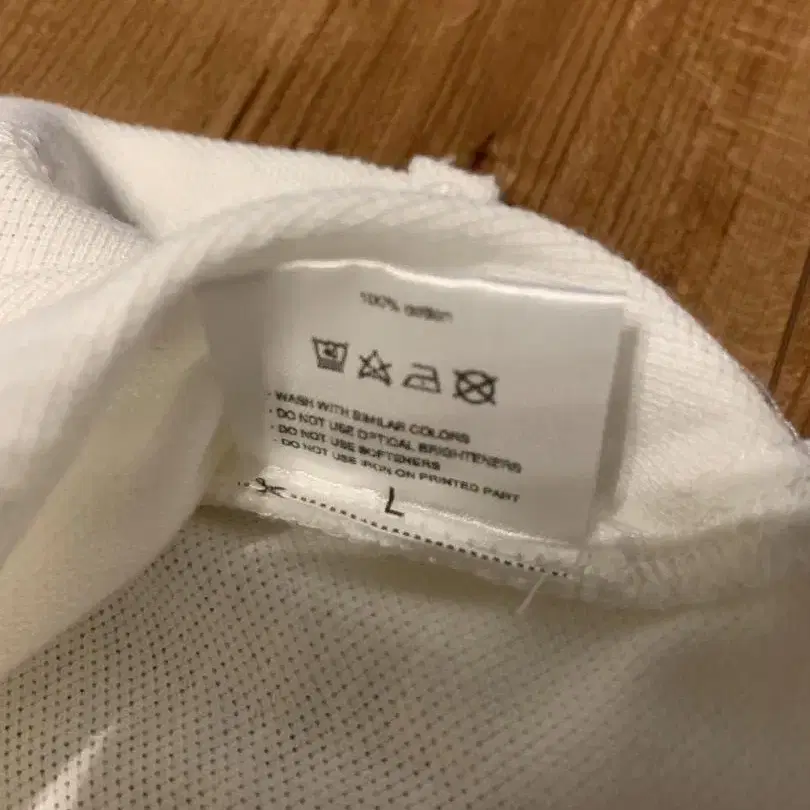 100% cotton
- WASH WITH SIMILAR COLORS
- DO NOT USE OPTICAL BRIGHTENERS
- DO NOT USE SOFTENERS
- DO NOT USE IRON ON PRINTED PART
L